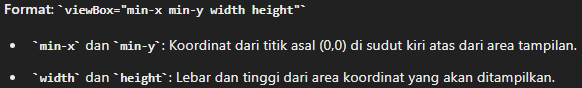 Format: `viewBox="min-x min-y width height"`
• `min-x` dan `min-y`: Koordinat dari titik asal (0,0) di sudut kiri atas dari area tampilan.
• `width` dan `height`: Lebar dan tinggi dari area koordinat yang akan ditampilkan.